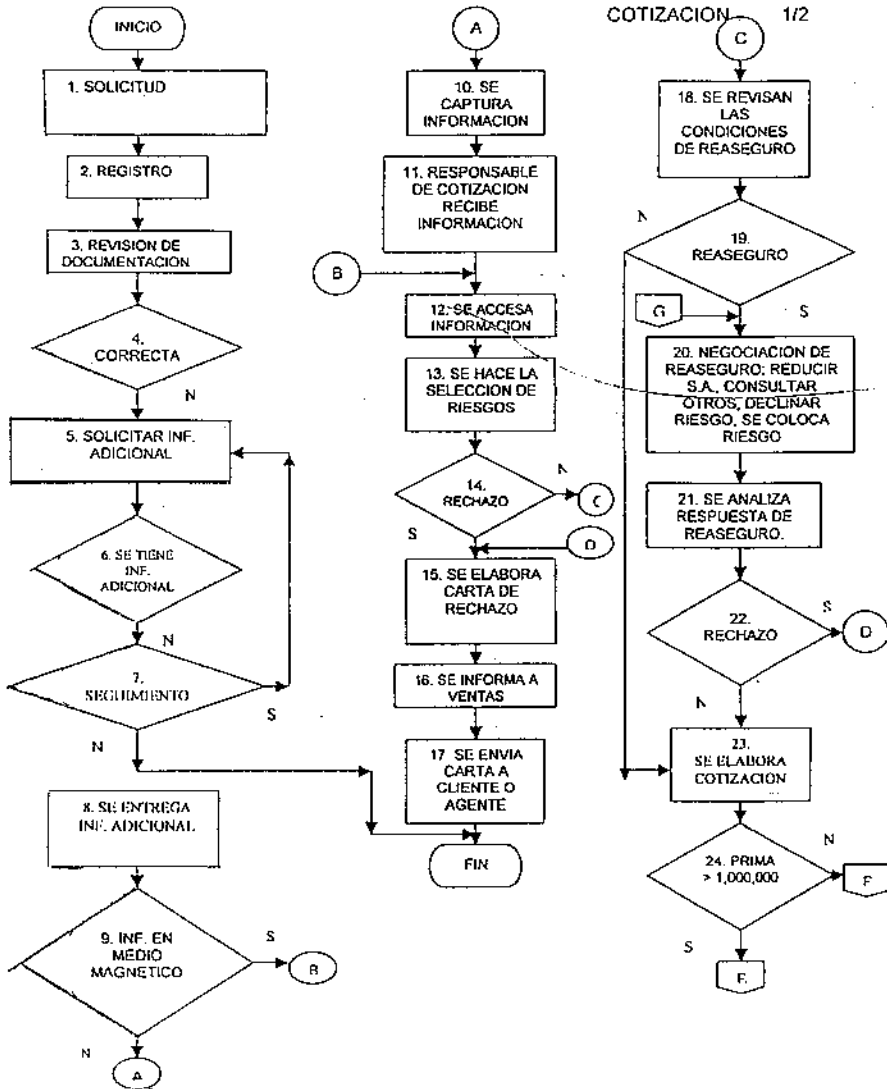 COTIZACION - 1/2
INICIO
1. SOLICITUD
2. REGISTRO
3. REVISION DE
DOCUMENTACION
4.
CORRECTA
N
5. SOLICITAR INF.
ADICIONAL
6. SE TIENE
INF.
ADICIONAL
N
7.
SEGUIMIENTO
S
N
8. SE ENTREGA
INF. ADICIONAL
9. INF. EN
MEDIO
MAGNETICO
S
B
N
A
A
10. SE
CAPTURA
INFORMACION
11. RESPONSABLE
DE COTIZACION
RECIBE
INFORMACION
B
12. SE ACCESA
INFORMACION
13. SE HACE LA
SELECCION DE
RIESGOS
14.
RECHAZO
N
C
S
D
15. SE ELABORA
CARTA DE
RECHAZO
16. SE INFORMA A
VENTAS
17 SE ENVIA
CARTA A
CLIENTE O
AGENTE
FIN
C
18. SE REVISAN
LAS
CONDICIONES
DE REASEGURO
N
19.
REASEGURO
G
S
20. NEGOCIACION DE
REASEGURO: REDUCIR
S.A., CONSULTAR
OTROS, DECLINAR
RIESGO, SE COLOCA
RIESGO
21. SE ANALIZA
RESPUESTA DE
REASEGURO.
22.
RECHAZO
S
D
N
23.
SE ELABORA
COTIZACION
24. PRIMA
> 1,000,000
N
F
S
E